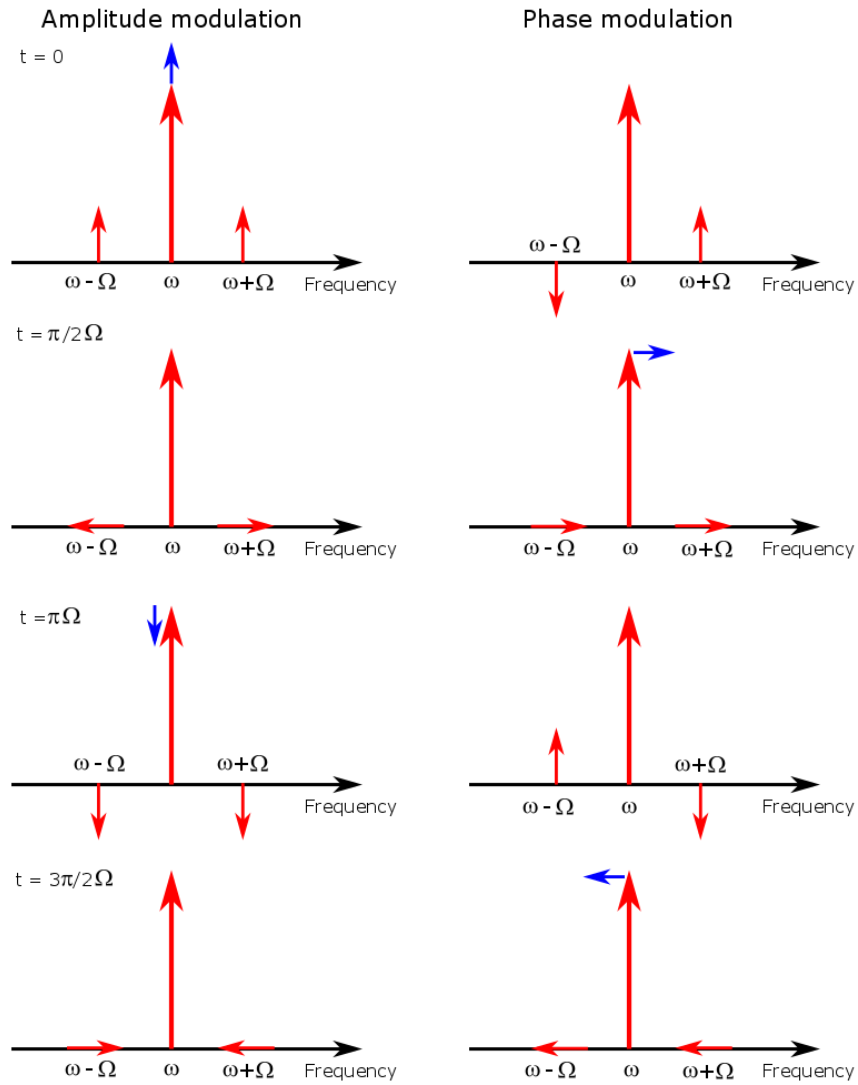 Amplitude modulation Phase modulation
t = 0
ω - Ω
ω - Ω ω ω+Ω Frequency ω ω+Ω Frequency
t = π/2Ω
ω - Ω ω ω+Ω Frequency ω - Ω ω ω+Ω Frequency
t =πΩ
ω - Ω ω+Ω ω+Ω
Frequency ω - Ω ω Frequency
t = 3π/2Ω
ω - Ω ω ω+Ω Frequency ω - Ω ω ω+Ω Frequency